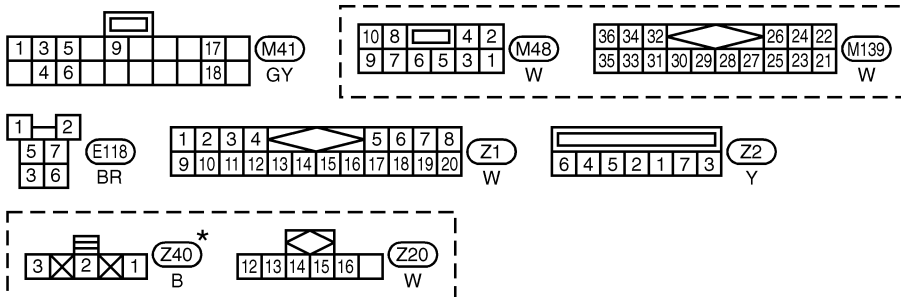 1 3 5 9 17
4 6 18
M41
GY
10 8 4 2
9 7 6 5 3 1
M48
W
36 34 32 26 24 22
35 33 31 30 29 28 27 25 23 21
M139
W
1 2
5 7
3 6
E118
BR
1 2 3 4 5 6 7 8
9 10 11 12 13 14 15 16 17 18 19 20
Z1
W
6 4 5 2 1 7 3
Z2
Y
3 2 1
Z40 *
B
12 13 14 15 16
Z20
W